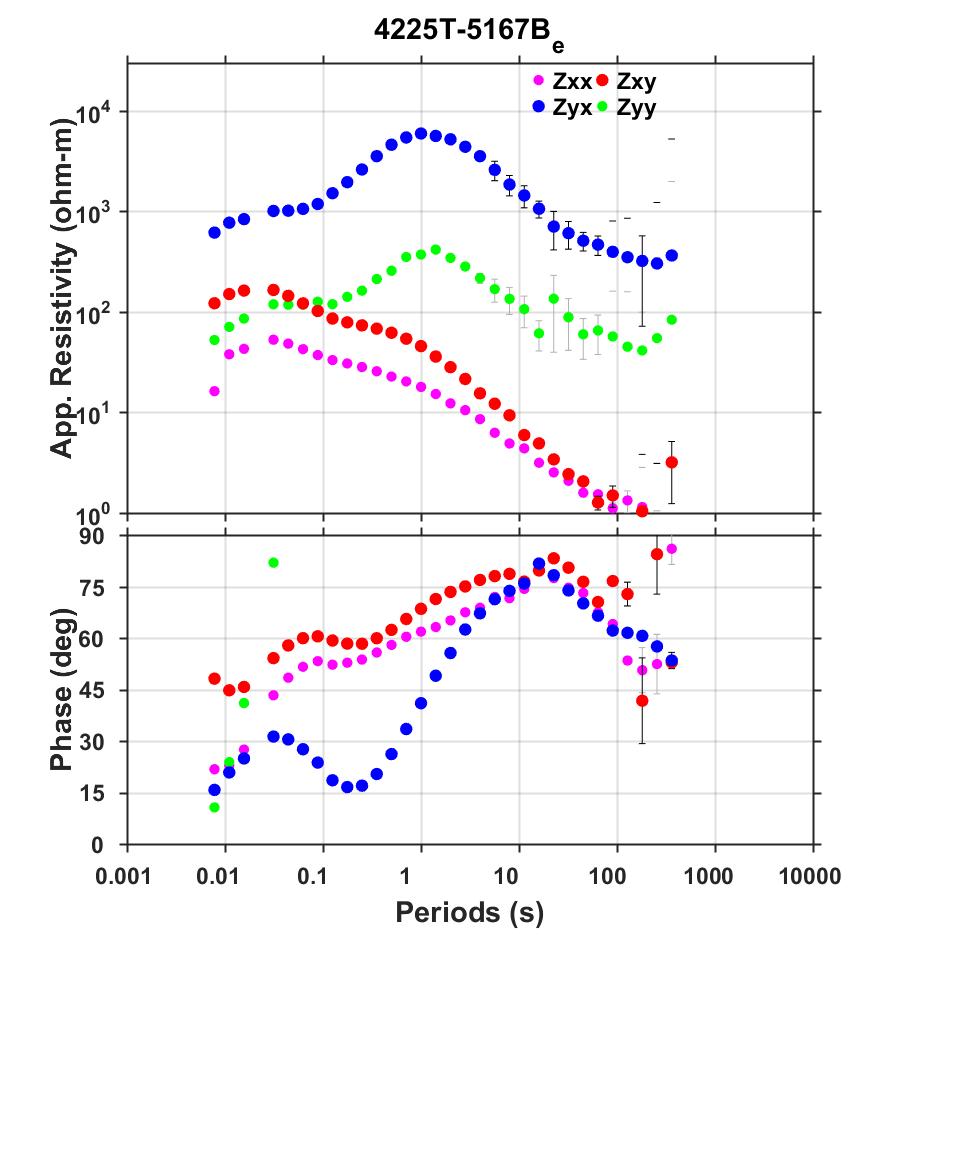 4225T-5167Be
Zxx Zxy
Zyx Zyy
App. Resistivity (ohm-m)
10^4
10^3
10^2
10^1
10^0
Phase (deg)
90
75
60
45
30
15
0
0.001 0.01 0.1 1 10 100 1000 10000
Periods (s)